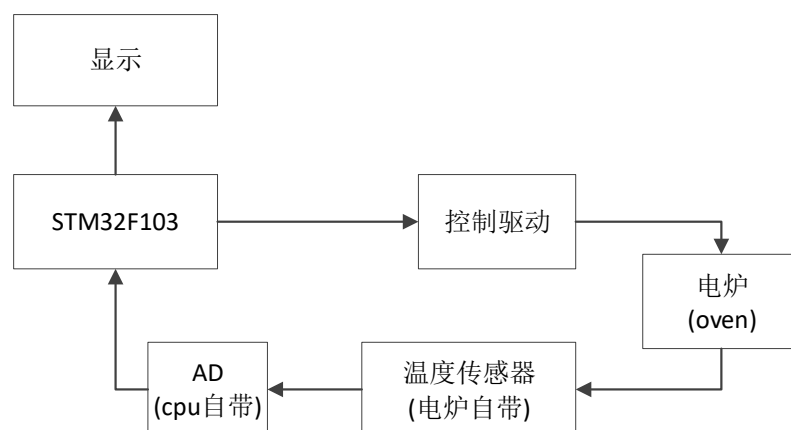 显示
STM32F103
控制驱动
电炉
(oven)
AD
(cpu自带)
温度传感器
(电炉自带)